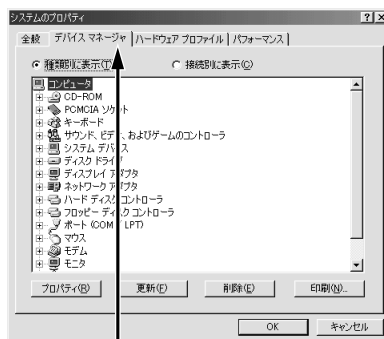 システムのプロパティ
全般 デバイス マネージャ ハードウェア プロファイル パフォーマンス
種類別に表示(T) 接続別に表示(C)
コンピュータ
CD-ROM
PCMCIA ソケット
キーボード
サウンド、ビデオ、およびゲームのコントローラ
システム デバイス
ディスク ドライブ
ディスプレイ アダプタ
ネットワーク アダプタ
ハード ディスク コントローラ
フロッピー ディスク コントローラ
ポート (COM / LPT)
マウス
モデム
モニタ
プロパティ(R) 更新(F) 削除(E) 印刷(N)...
OK キャンセル